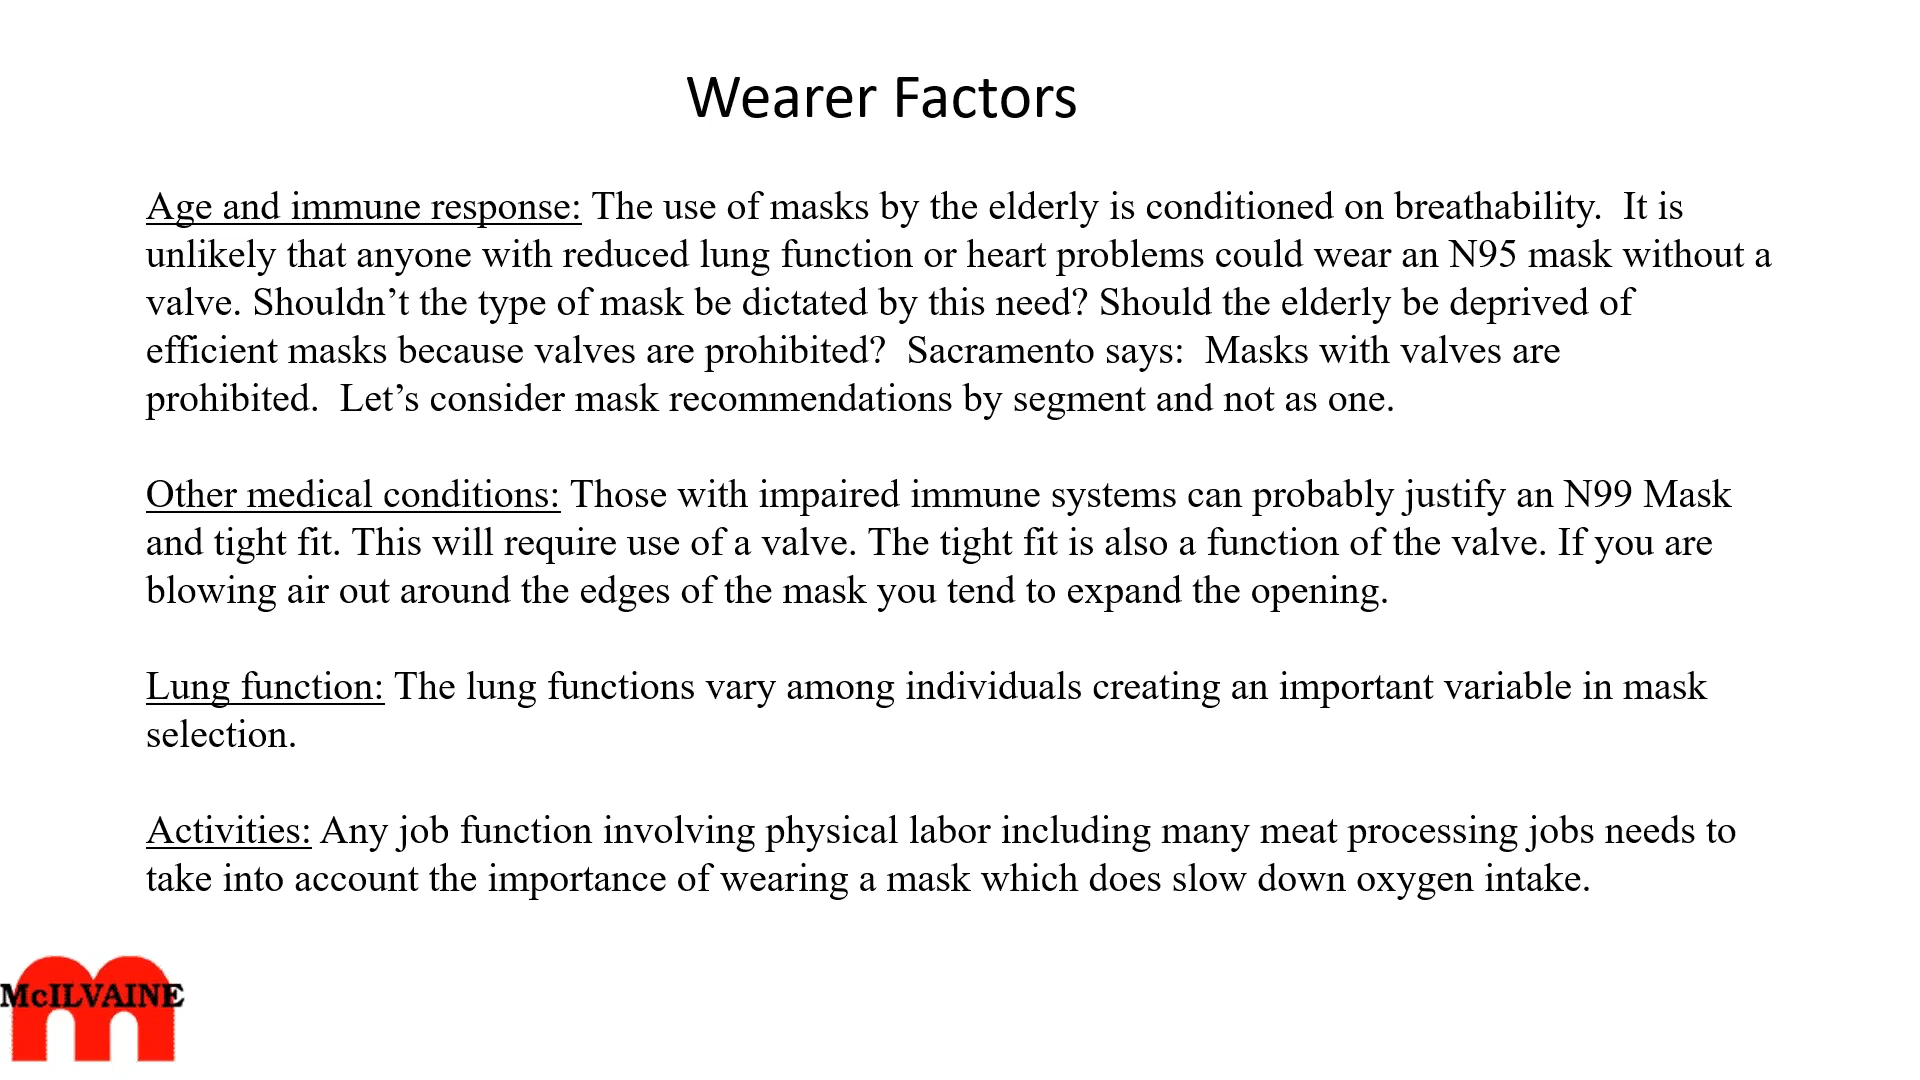 Wearer Factors
Age and immune response: The use of masks by the elderly is conditioned on breathability.  It is
unlikely that anyone with reduced lung function or heart problems could wear an N95 mask without a
valve. Shouldn’t the type of mask be dictated by this need? Should the elderly be deprived of
efficient masks because valves are prohibited?  Sacramento says:  Masks with valves are
prohibited.  Let’s consider mask recommendations by segment and not as one.
Other medical conditions: Those with impaired immune systems can probably justify an N99 Mask
and tight fit. This will require use of a valve. The tight fit is also a function of the valve. If you are
blowing air out around the edges of the mask you tend to expand the opening.
Lung function: The lung functions vary among individuals creating an important variable in mask
selection.
Activities: Any job function involving physical labor including many meat processing jobs needs to
take into account the importance of wearing a mask which does slow down oxygen intake.
McILVAINE